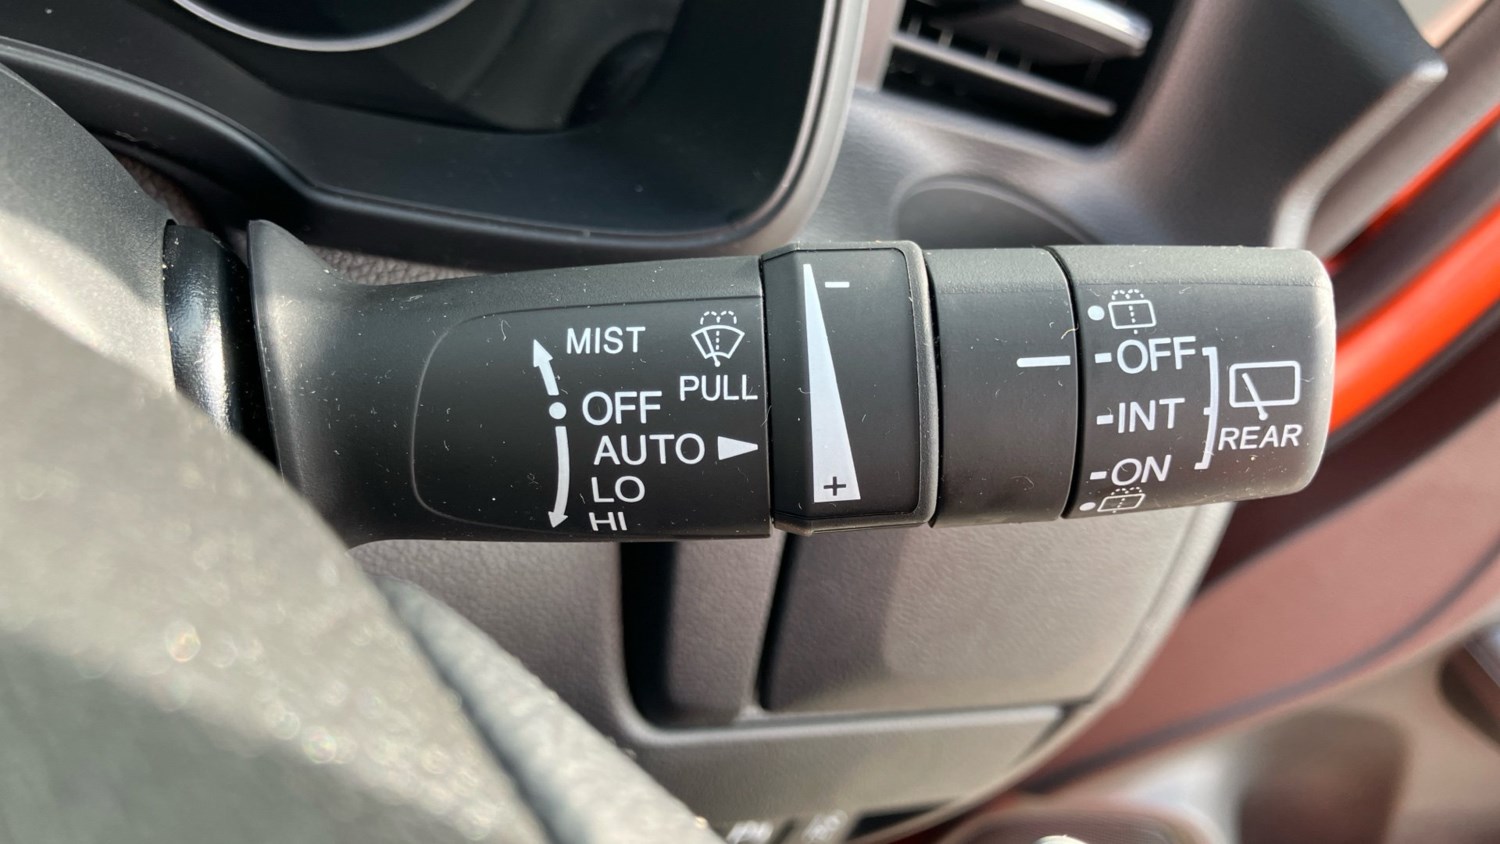 MIST
PULL
OFF
AUTO
LO
HI
-
+
-OFF
-INT
-ON
REAR